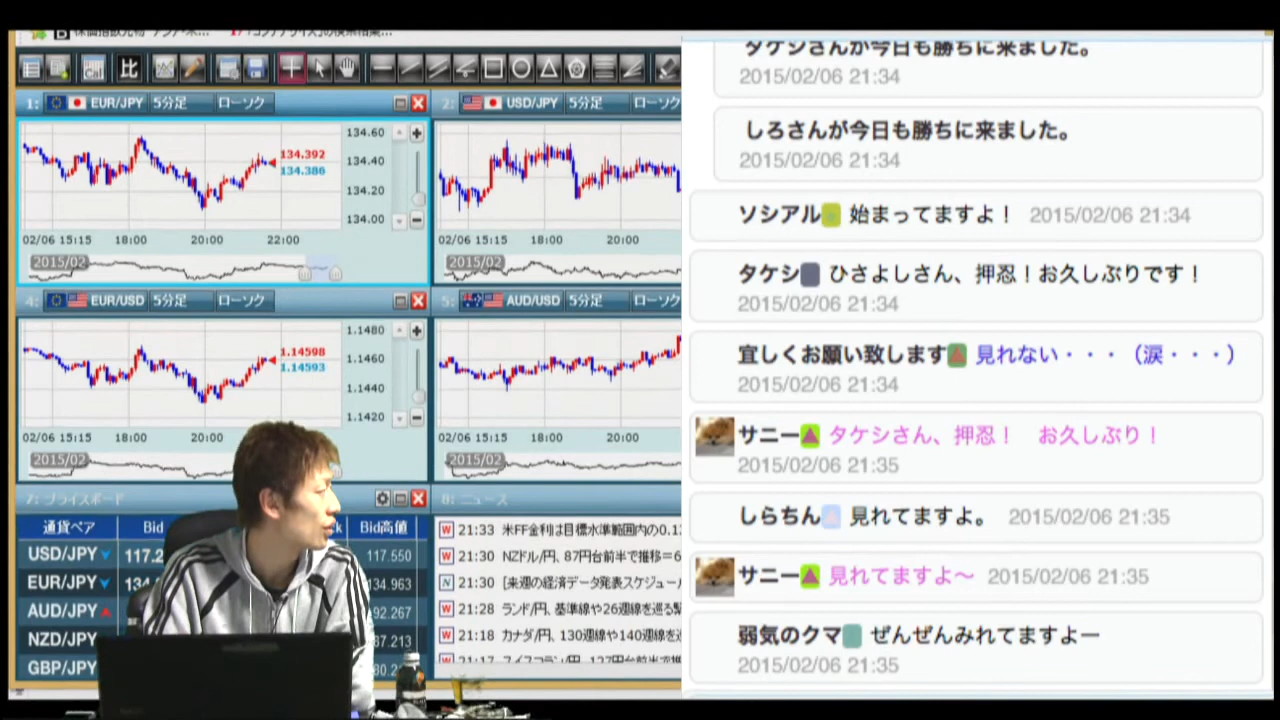 1: EUR/JPY 5分足 ローソク
2: USD/JPY 5分足 ローソク
134.60
134.40
134.20
134.00
134.392
134.386
02/06 15:15 18:00 20:00 22:00
02/06 15:15 18:00 20:00
2015/02
2015/02
4: EUR/USD 5分足 ローソク
5: AUD/USD 5分足 ローソク
1.1480
1.1460
1.1440
1.1420
1.14598
1.14593
02/06 15:15 20:00
02/06 15:15 18:00 20:00
2015/02
2015/02
7: プライスボード
8: ニュース
通貨ペア Bid Bid高値
USD/JPY 117.2 117.550
EUR/JPY 134. 134.963
AUD/JPY 92.267
NZD/JPY 87.213
GBP/JPY
21:33 米FF金利は目標水準範囲内の0.1
21:30 NZドル/円、87円台前半で推移=6
21:30 [来週の経済データ発表スケジュール
21:28 ランド/円、基準線や26週線を巡る
21:18 カナダ/円、130週線や140週線を
タケシさんが今日も勝ちに来ました。
2015/02/06 21:34
しろさんが今日も勝ちに来ました。
2015/02/06 21:34
ソシアル 始まってますよ! 2015/02/06 21:34
タケシ ひさよしさん、押忍!お久しぶりです!
2015/02/06 21:34
宜しくお願い致します 見れない・・・(涙・・・)
2015/02/06 21:34
サニー タケシさん、押忍! お久しぶり!
2015/02/06 21:35
しらちん 見れてますよ。 2015/02/06 21:35
サニー 見れてますよ〜 2015/02/06 21:35
弱気のクマ ぜんぜんみれてますよー
2015/02/06 21:35